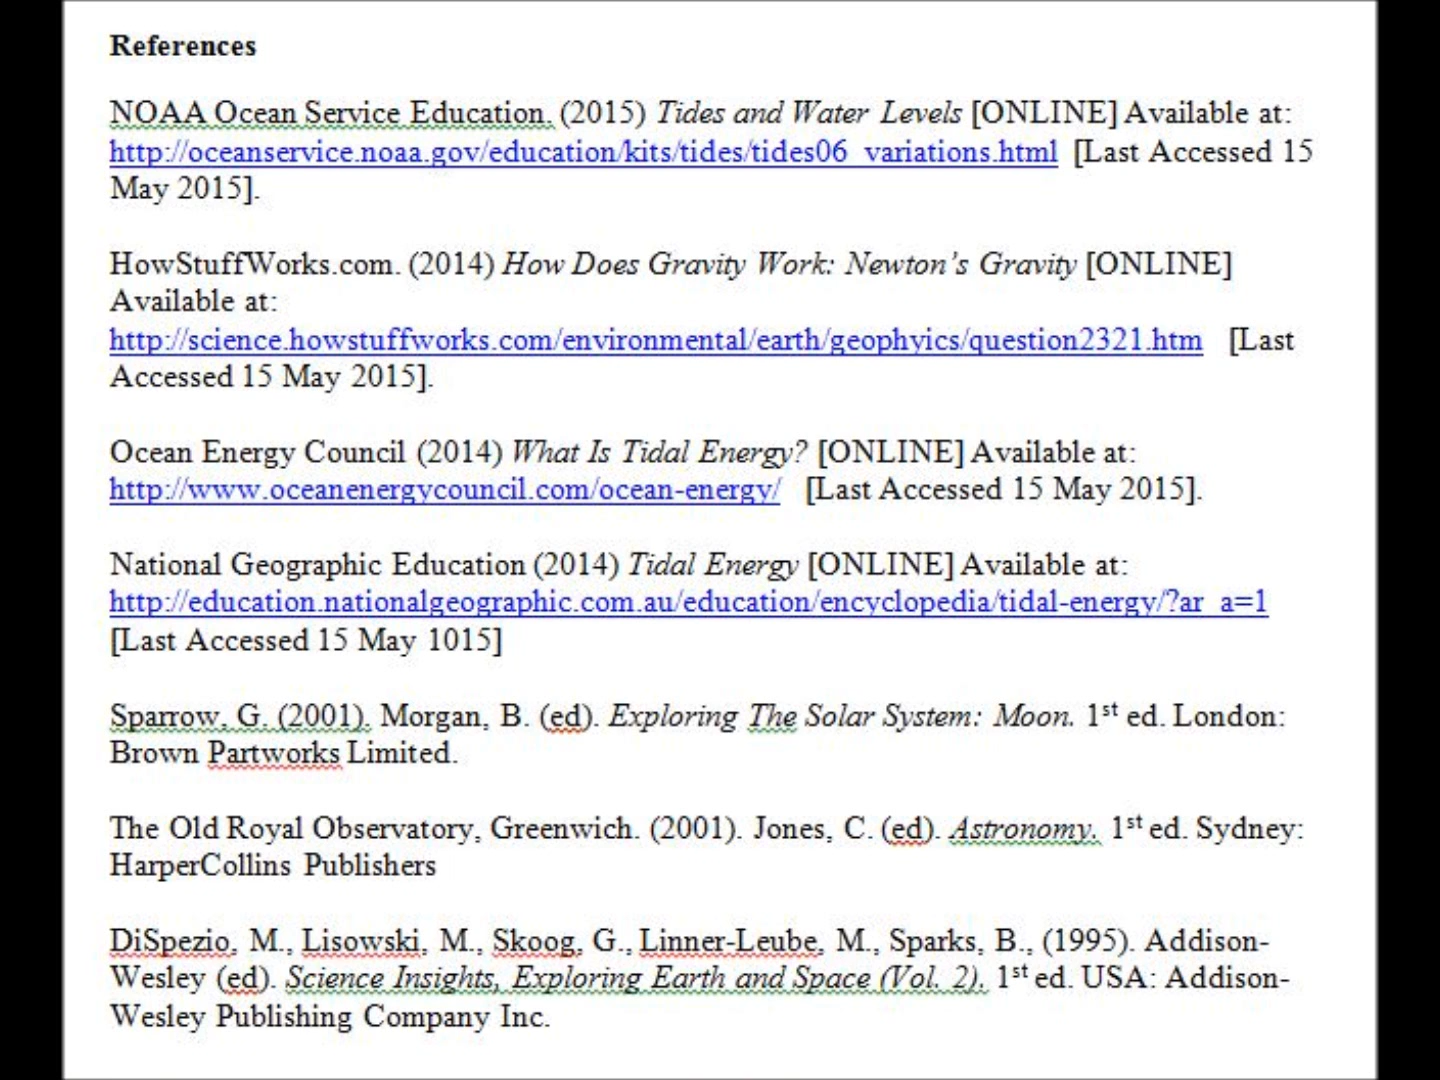 References
NOAA Ocean Service Education. (2015) Tides and Water Levels [ONLINE] Available at:
http://oceanservice.noaa.gov/education/kits/tides/tides06_variations.html [Last Accessed 15
May 2015].
HowStuffWorks.com. (2014) How Does Gravity Work: Newton's Gravity [ONLINE]
Available at:
http://science.howstuffworks.com/environmental/earth/geophyics/question2321.htm [Last
Accessed 15 May 2015].
Ocean Energy Council (2014) What Is Tidal Energy? [ONLINE] Available at:
http://www.oceanenergycouncil.com/ocean-energy/ [Last Accessed 15 May 2015].
National Geographic Education (2014) Tidal Energy [ONLINE] Available at:
http://education.nationalgeographic.com.au/education/encyclopedia/tidal-energy/?ar_a=1
[Last Accessed 15 May 1015]
Sparrow, G. (2001). Morgan, B. (ed). Exploring The Solar System: Moon. 1st ed. London:
Brown Partworks Limited.
The Old Royal Observatory, Greenwich. (2001). Jones, C. (ed). Astronomy. 1st ed. Sydney:
HarperCollins Publishers
DiSpezio, M., Lisowski, M., Skoog, G., Linner-Leube, M., Sparks, B., (1995). Addison-
Wesley (ed). Science Insights, Exploring Earth and Space (Vol. 2). 1st ed. USA: Addison-
Wesley Publishing Company Inc.